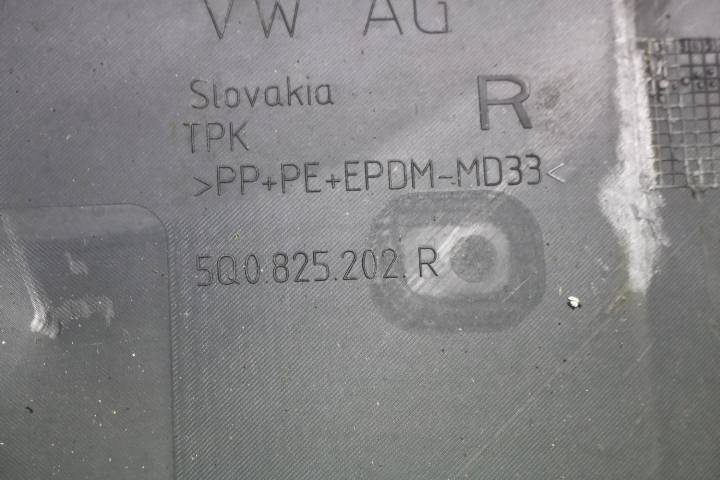 VW AG
Slovakia R
TPK
>PP+PE+EPDM-MD33<
5Q0.825.202.R